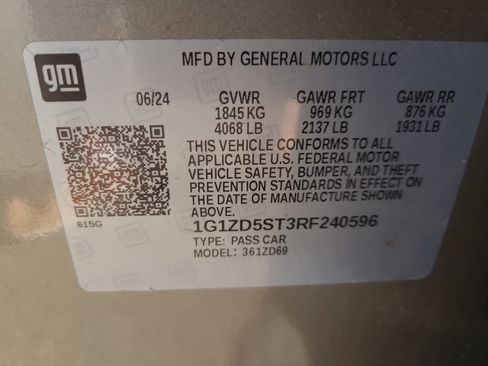 gm
MFD BY GENERAL MOTORS LLC
06/24 GVWR GAWR FRT GAWR RR
1845 KG 969 KG 876 KG
4068 LB 2137 LB 1931 LB
THIS VEHICLE CONFORMS TO ALL
APPLICABLE U.S. FEDERAL MOTOR
VEHICLE SAFETY, BUMPER, AND THEFT
PREVENTION STANDARDS IN EFFECT ON
THE DATE OF MANUFACTURE SHOWN
ABOVE.
615G
1G1ZD5ST3RF240596
TYPE: PASS CAR
MODEL: 361ZD69